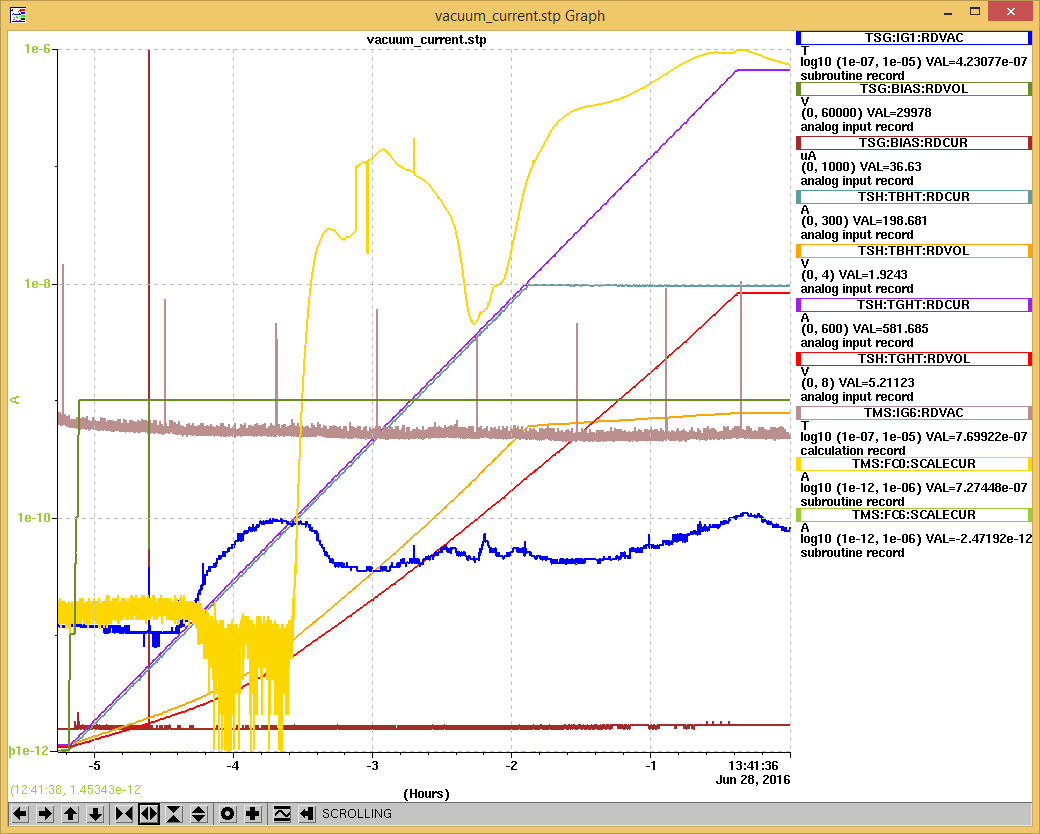 vacuum_current.stp Graph
vacuum_current.stp
1e-6
1e-8
A
1e-10
1e-12
-5
-4
-3
-2
-1
13:41:36
Jun 28, 2016
(12:41:38, 1.45343e-12)
(Hours)
TSG:IG1:RDVAC
T
log10 (1e-07, 1e-05) VAL=4.23077e-07
subroutine record
TSG:BIAS:RDVOL
V
(0, 60000) VAL=29978
analog input record
TSG:BIAS:RDCUR
uA
(0, 1000) VAL=36.63
analog input record
TSH:TBHT:RDCUR
A
(0, 300) VAL=198.681
analog input record
TSH:TBHT:RDVOL
V
(0, 4) VAL=1.9243
analog input record
TSH:TGHT:RDCUR
A
(0, 600) VAL=581.685
analog input record
TSH:TGHT:RDVOL
V
(0, 8) VAL=5.21123
analog input record
TMS:IG6:RDVAC
T
log10 (1e-07, 1e-05) VAL=7.69922e-07
calculation record
TMS:FC0:SCALECUR
A
log10 (1e-12, 1e-06) VAL=7.27448e-07
subroutine record
TMS:FC6:SCALECUR
A
log10 (1e-12, 1e-06) VAL=-2.47192e-12
subroutine record
SCROLLING